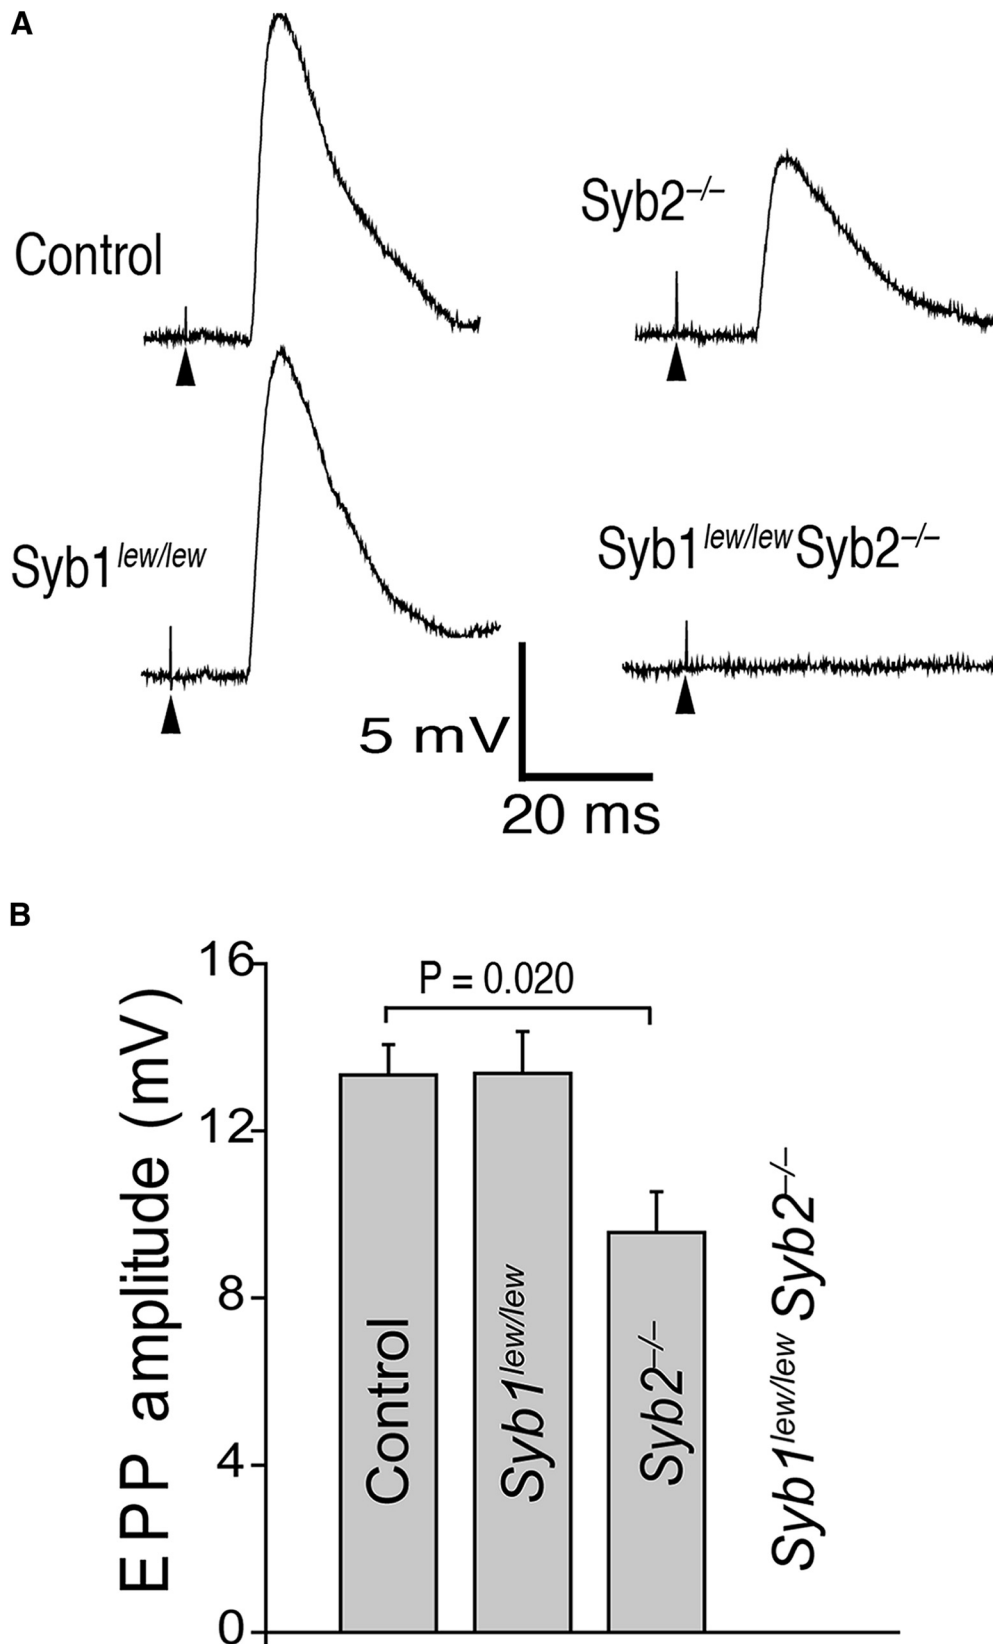 A
Control
Syb2–/–
Syb1lew/lew
Syb1lew/lewSyb2–/–
5 mV
20 ms
B
EPP amplitude (mV)
16
12
8
4
0
P = 0.020
Control
Syb1lew/lew
Syb2–/–
Syb1lew/lew Syb2–/–